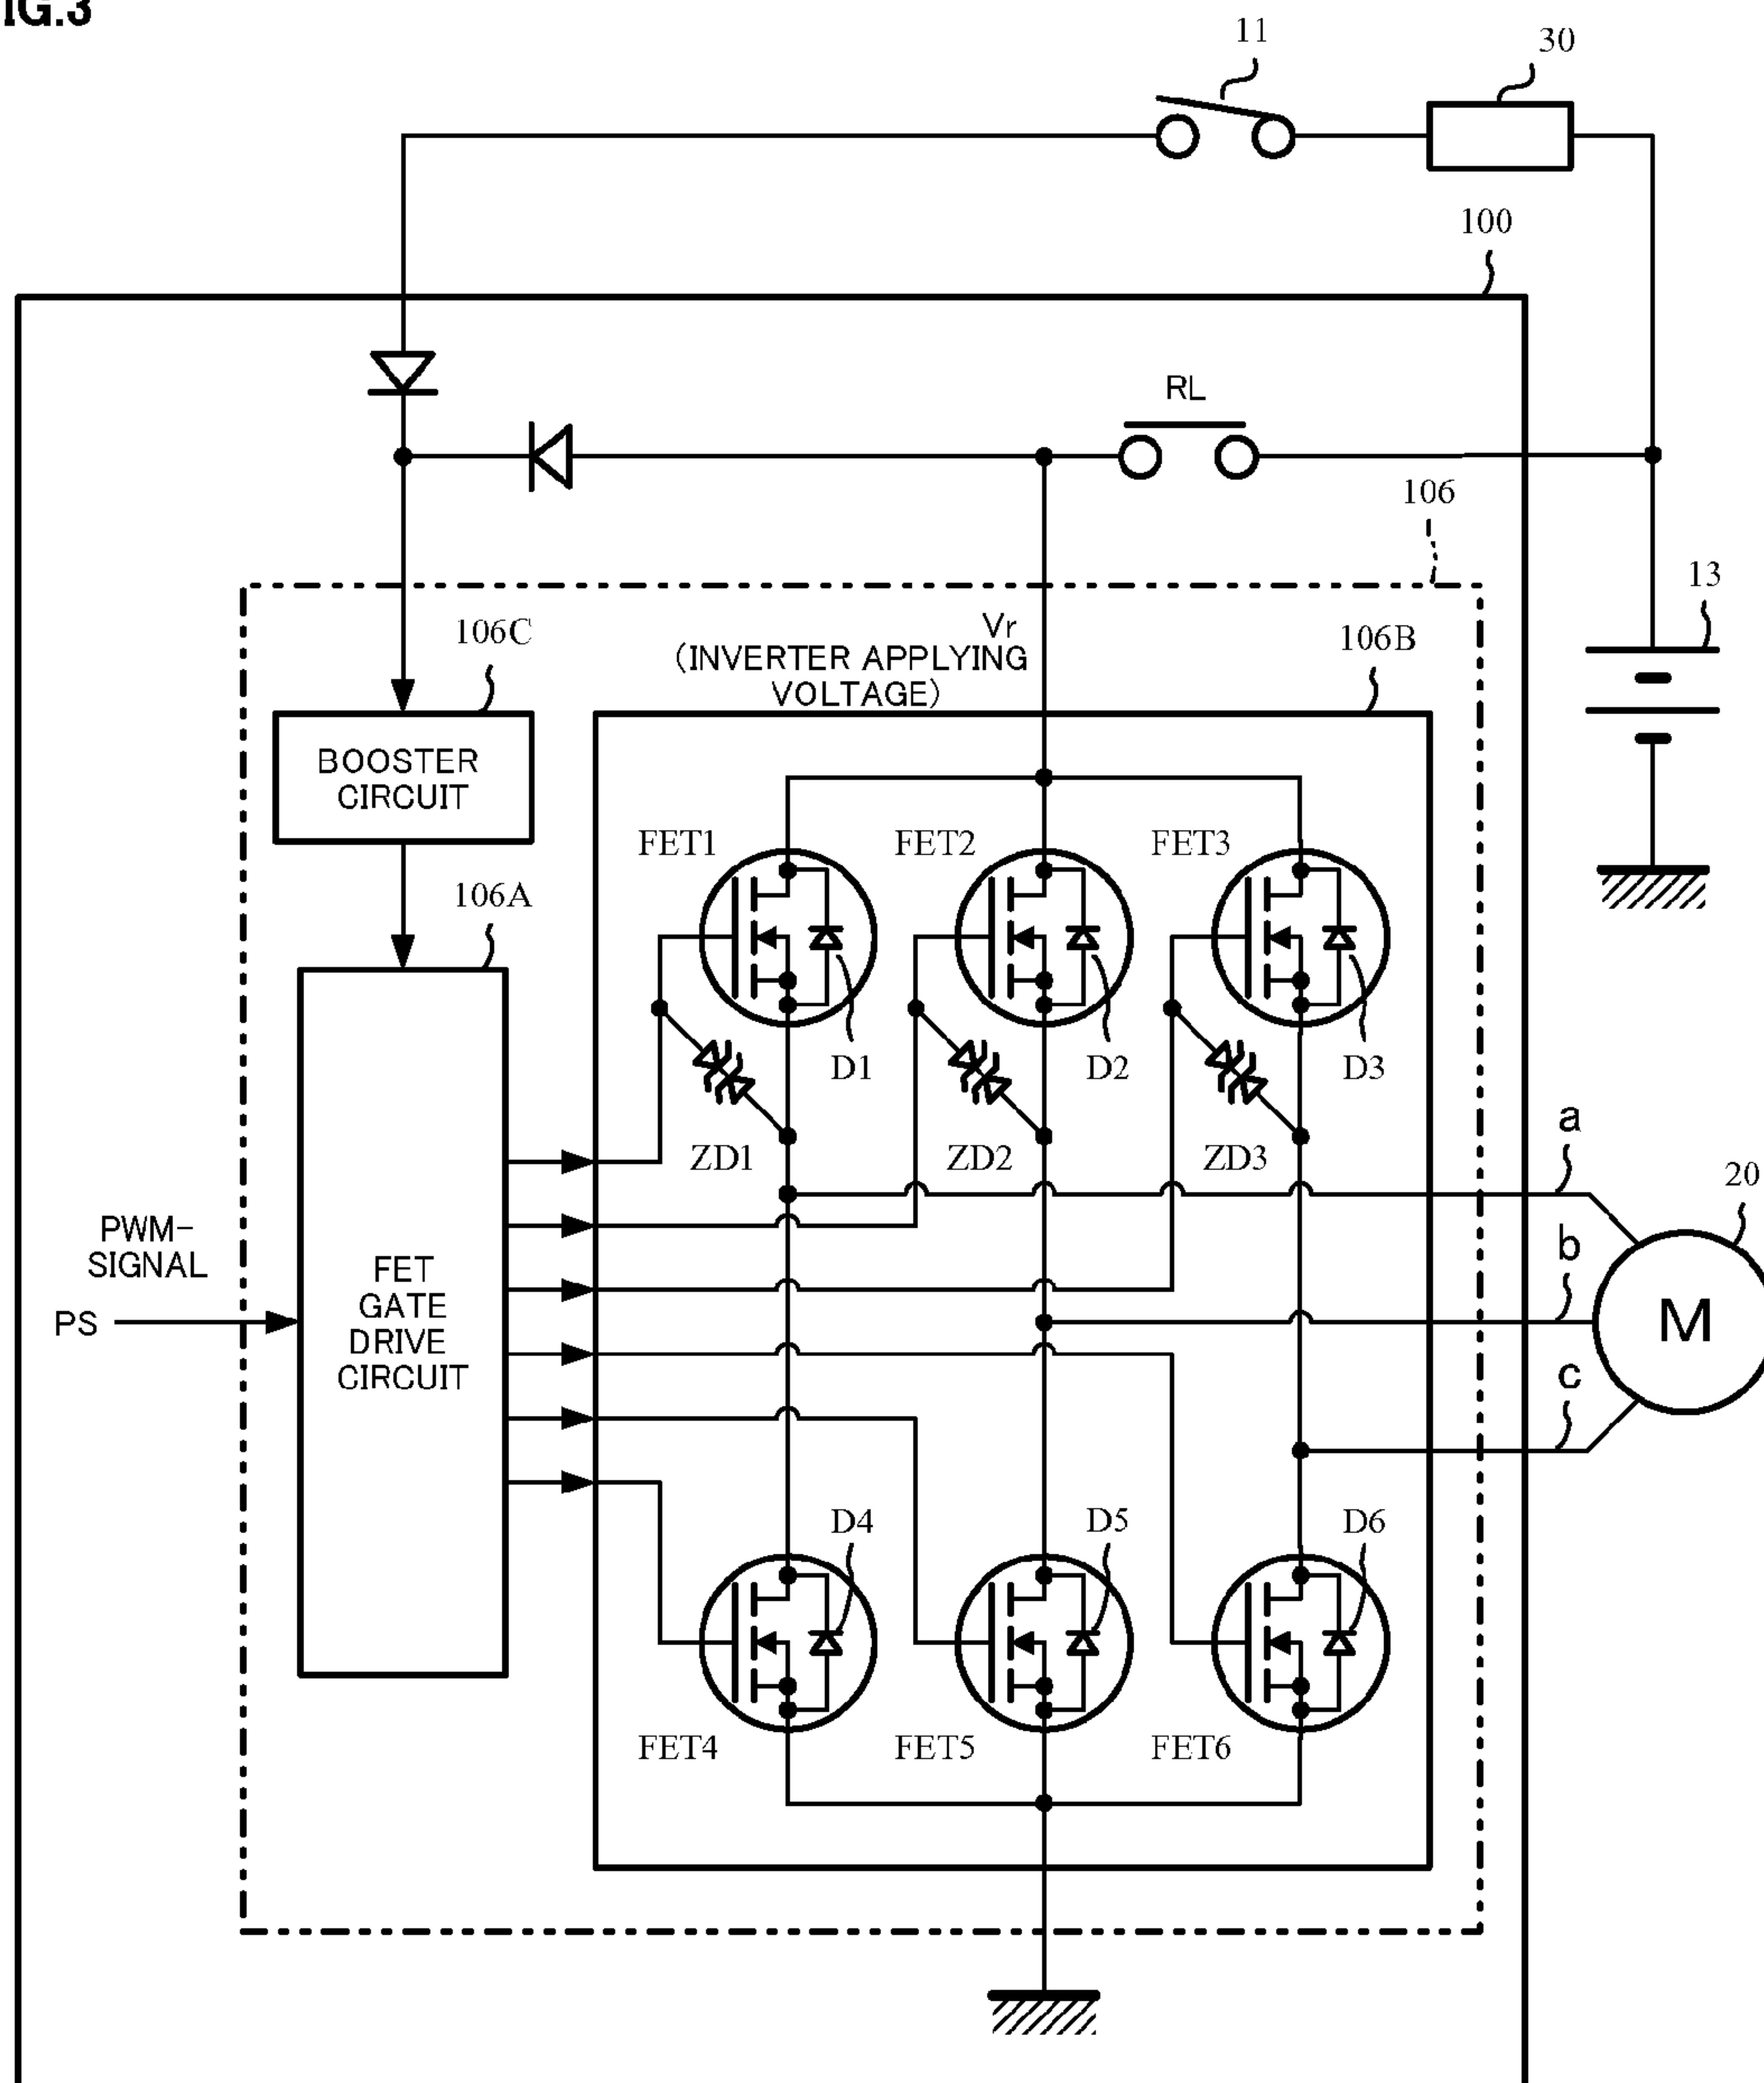 IG.3
11
30
100
RL
106
13
106C
Vr
(INVERTER APPLYING
VOLTAGE)
106B
BOOSTER
CIRCUIT
FET1
FET2
FET3
106A
D1
D2
D3
ZD1
ZD2
ZD3
a
20
PWM-
SIGNAL
b
FET
GATE
DRIVE
CIRCUIT
PS
M
c
D4
D5
D6
FET4
FET5
FET6